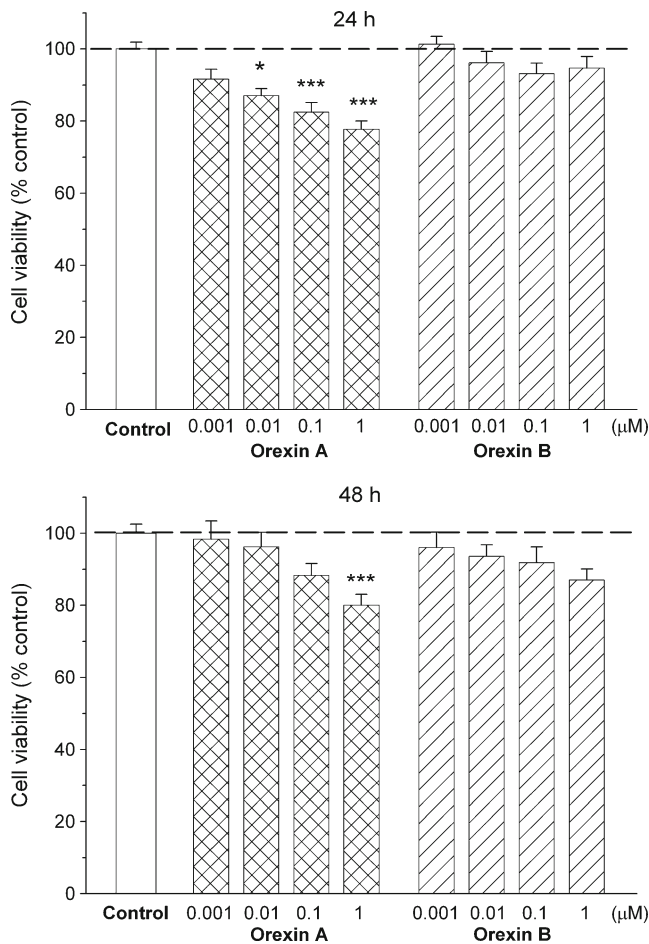 24 h
Cell viability (% control)
100
80
60
40
20
0
*
***
***
Control
0.001 0.01 0.1 1
0.001 0.01 0.1 1 (µM)
Orexin A
Orexin B
48 h
Cell viability (% control)
100
80
60
40
20
0
***
Control
0.001 0.01 0.1 1
0.001 0.01 0.1 1 (µM)
Orexin A
Orexin B